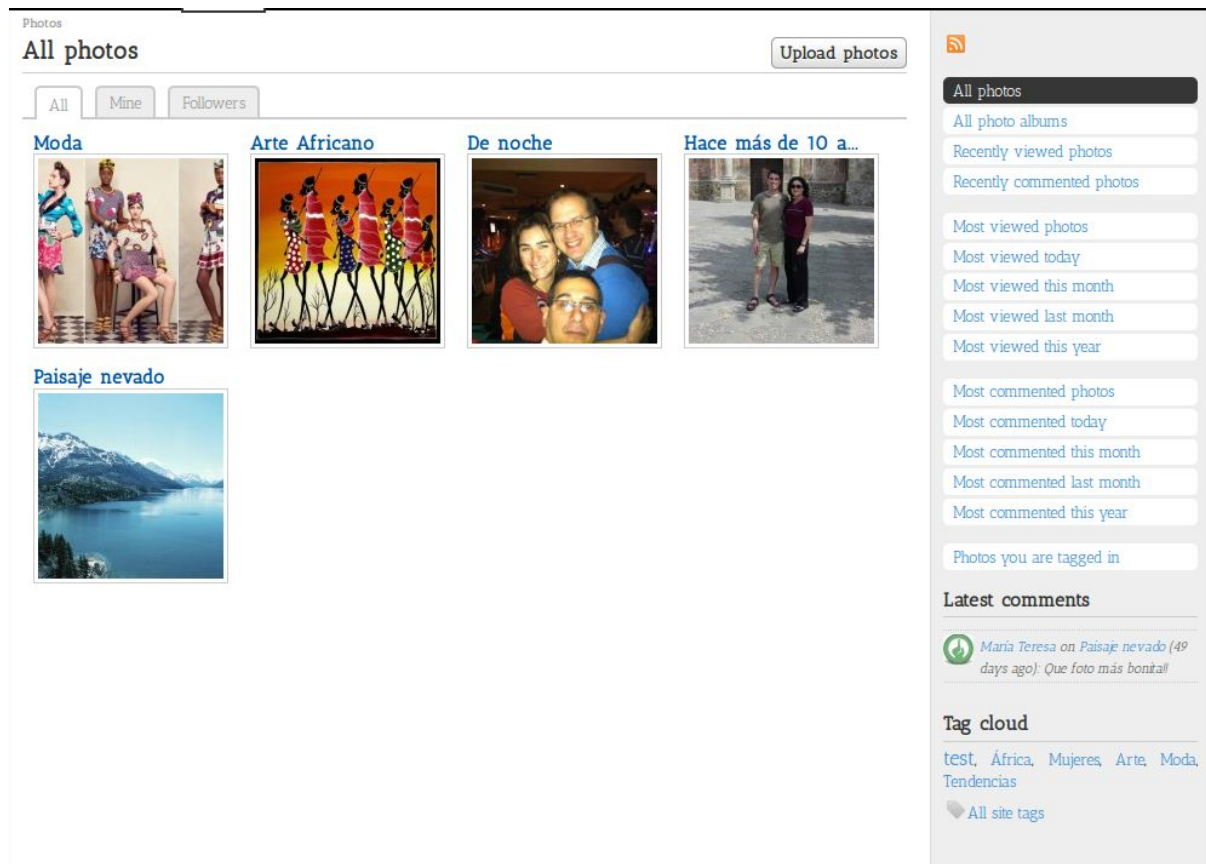 Photos
All photos
Upload photos
All
Mine
Followers
Moda
Arte Africano
De noche
Hace más de 10 a...
Paisaje nevado
All photos
All photo albums
Recently viewed photos
Recently commented photos
Most viewed photos
Most viewed today
Most viewed this month
Most viewed last month
Most viewed this year
Most commented photos
Most commented today
Most commented this month
Most commented last month
Most commented this year
Photos you are tagged in
Latest comments
María Teresa on Paisaje nevado (49
days ago): Que foto más bonita!!
Tag cloud
test, África, Mujeres, Arte, Moda,
Tendencias
All site tags